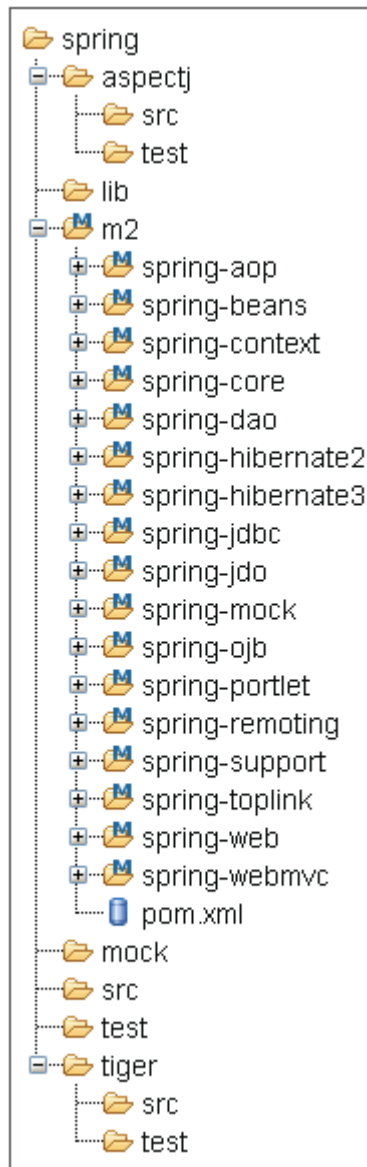 spring
aspectj
src
test
lib
m2
spring-aop
spring-beans
spring-context
spring-core
spring-dao
spring-hibernate2
spring-hibernate3
spring-jdbc
spring-jdo
spring-mock
spring-ojb
spring-portlet
spring-remoting
spring-support
spring-toplink
spring-web
spring-webmvc
pom.xml
mock
src
test
tiger
src
test